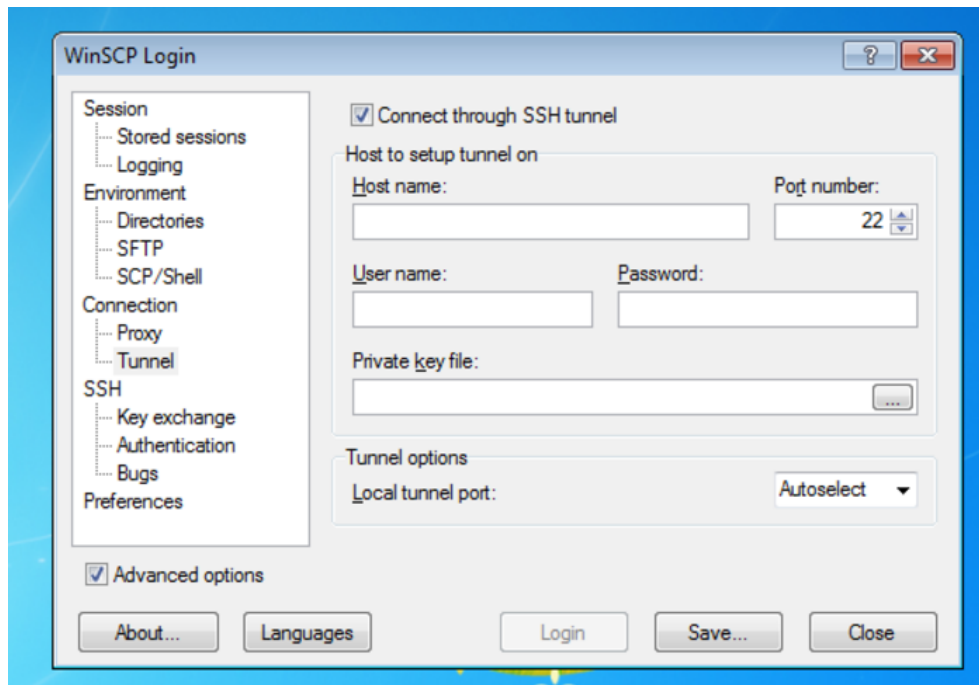 WinSCP Login
Session
Stored sessions
Logging
Environment
Directories
SFTP
SCP/Shell
Connection
Proxy
Tunnel
SSH
Key exchange
Authentication
Bugs
Preferences
Connect through SSH tunnel
Host to setup tunnel on
Host name: Port number:
22
User name: Password:
Private key file:
...
Tunnel options
Local tunnel port: Autoselect
Advanced options
About... Languages Login Save... Close